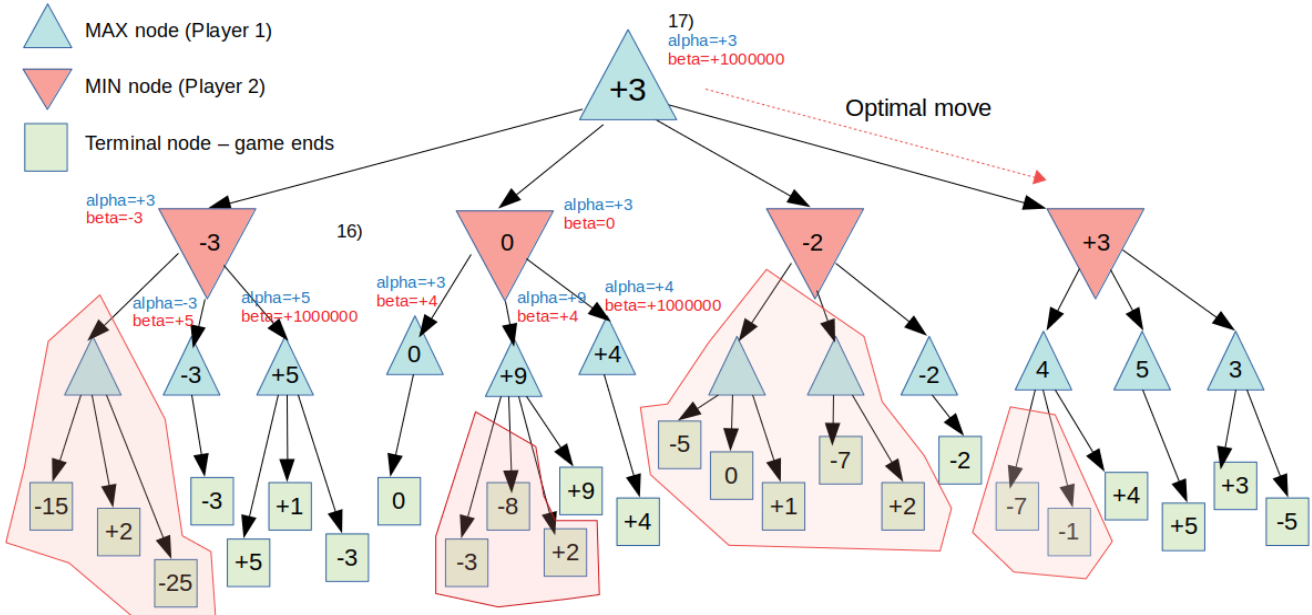 MAX node (Player 1)
MIN node (Player 2)
Terminal node – game ends
17)
alpha=+3
beta=+1000000
+3
Optimal move
alpha=+3
beta=-3
-3
16)
0
alpha=+3
beta=0
-2
+3
alpha=-3
beta=+5
alpha=+5
beta=+1000000
alpha=+3
beta=+4
alpha=+9
beta=+4
alpha=+4
beta=+1000000
-3
+5
0
+9
+4
-2
4
5
3
-15
+2
-25
-3
+5
+1
-3
0
-3
-8
+2
+9
+4
-5
0
+1
-7
+2
-2
-7
-1
+4
+5
+3
-5